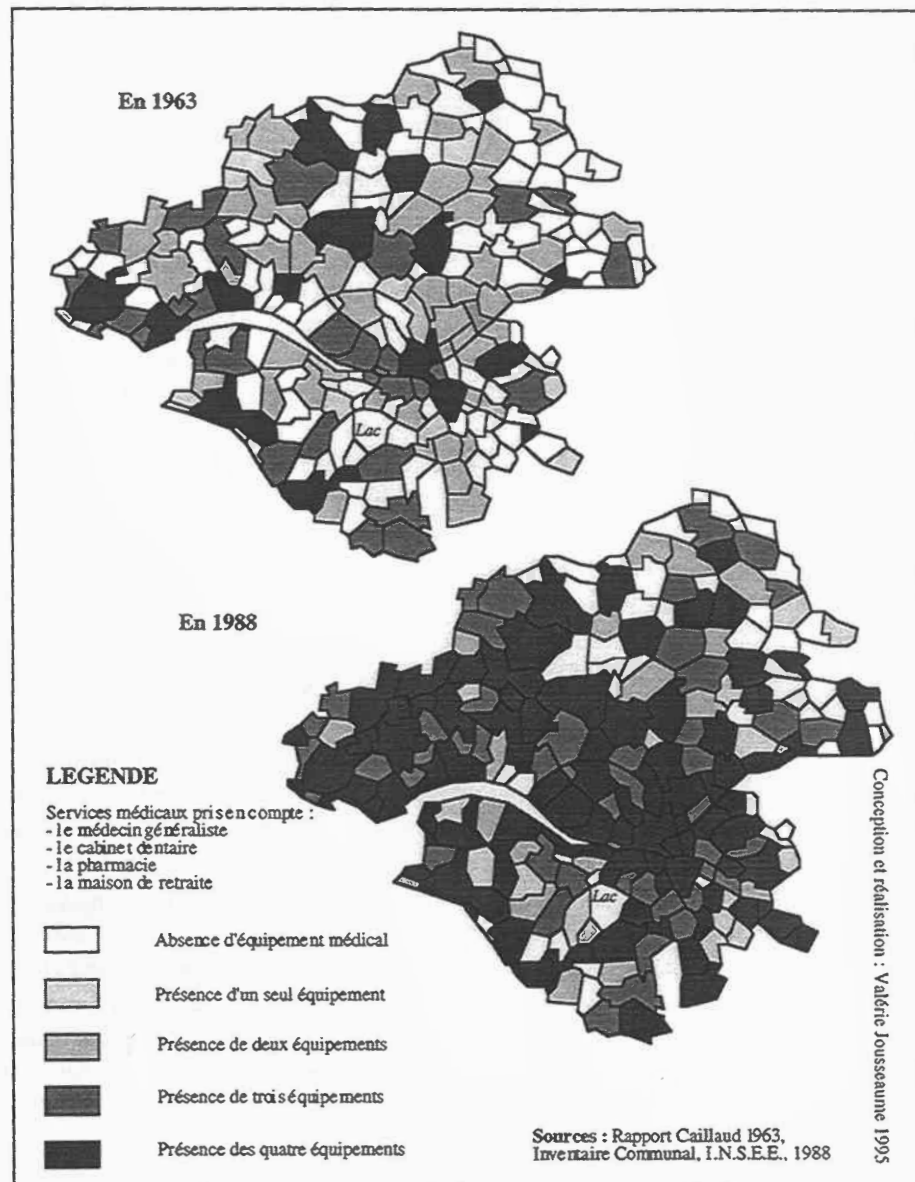 En 1963
Lac
En 1988
Lac
LEGENDE
Services médicaux pris en compte :
- le médecin généraliste
- le cabinet dentaire
- la pharmacie
- la maison de retraite
Absence d'équipement médical
Présence d'un seul équipement
Présence de deux équipements
Présence de trois équipements
Présence des quatre équipements
Sources : Rapport Caillaud 1963,
Inventaire Communal, I.N.S.E.E., 1988
Conception et réalisation : Valérie Jousseaume 1995